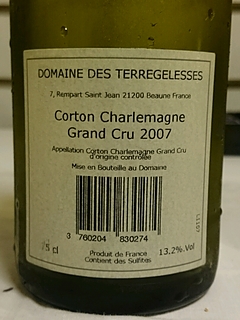 DOMAINE DES TERREGELESSES
7, Rempart Saint Jean 21200 Beaune France
Corton Charlemagne
Grand Cru 2007
Appellation Corton Charlemagne Grand Cru
d'origine contrôlée
Mise en Bouteille au Domaine
3 760204 830274
75 cl
Produit de France
Contient des Sulfites
13,2%.Vol